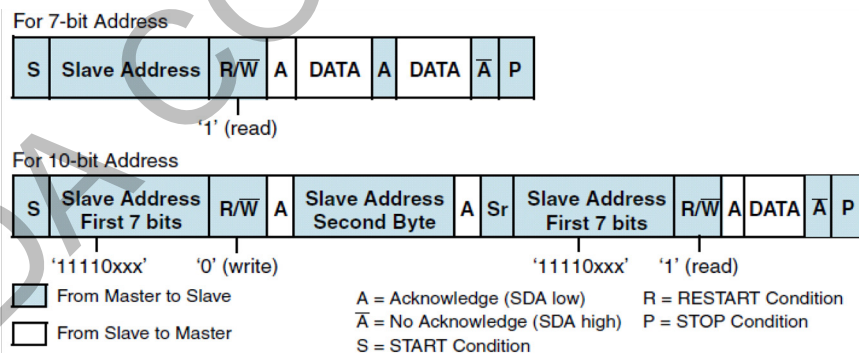 For 7-bit Address
S Slave Address R/W̅ A DATA A DATA A̅ P
'1' (read)
For 10-bit Address
S Slave Address First 7 bits R/W̅ A Slave Address Second Byte A Sr Slave Address First 7 bits R/W̅ A DATA A̅ P
'11110xxx' '0' (write) '11110xxx' '1' (read)
From Master to Slave
From Slave to Master
A = Acknowledge (SDA low)
A̅ = No Acknowledge (SDA high)
S = START Condition
R = RESTART Condition
P = STOP Condition